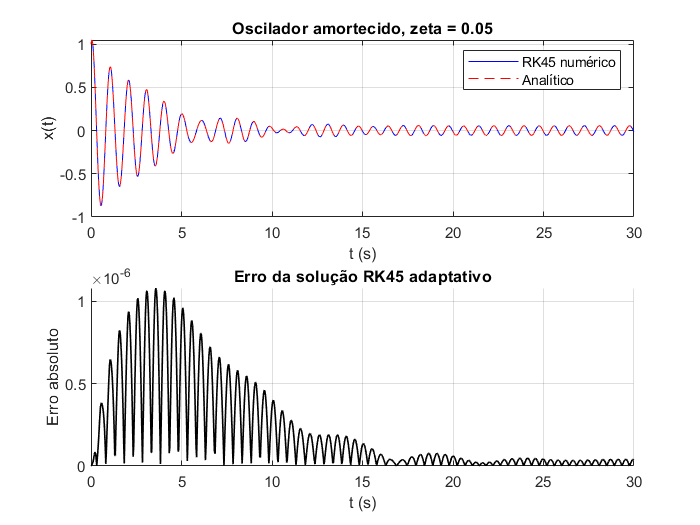 Oscilador amortecido, zeta = 0.05
1
0.5
0
-0.5
-1
x(t)
RK45 numérico
Analítico
0 5 10 15 20 25 30
t (s)
×10-6
Erro da solução RK45 adaptativo
1
0.5
0
Erro absoluto
0 5 10 15 20 25 30
t (s)